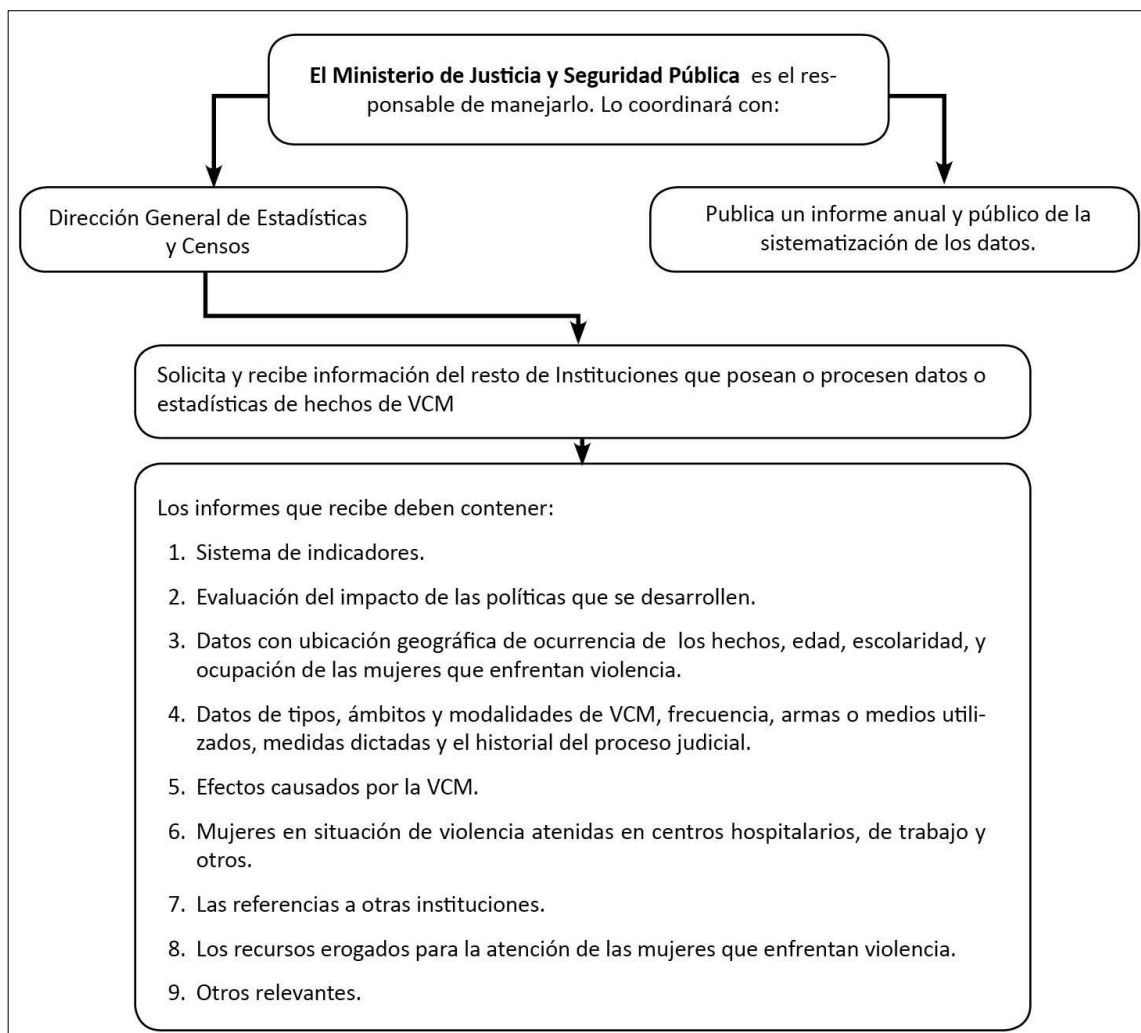 El Ministerio de Justicia y Seguridad Pública es el res-
ponsable de manejarlo. Lo coordinará con:
Dirección General de Estadísticas
y Censos
Publica un informe anual y público de la
sistematización de los datos.
Solicita y recibe información del resto de Instituciones que posean o procesen datos o
estadísticas de hechos de VCM
Los informes que recibe deben contener:
1. Sistema de indicadores.
2. Evaluación del impacto de las políticas que se desarrollen.
3. Datos con ubicación geográfica de ocurrencia de los hechos, edad, escolaridad, y
ocupación de las mujeres que enfrentan violencia.
4. Datos de tipos, ámbitos y modalidades de VCM, frecuencia, armas o medios utili-
zados, medidas dictadas y el historial del proceso judicial.
5. Efectos causados por la VCM.
6. Mujeres en situación de violencia atenidas en centros hospitalarios, de trabajo y
otros.
7. Las referencias a otras instituciones.
8. Los recursos erogados para la atención de las mujeres que enfrentan violencia.
9. Otros relevantes.